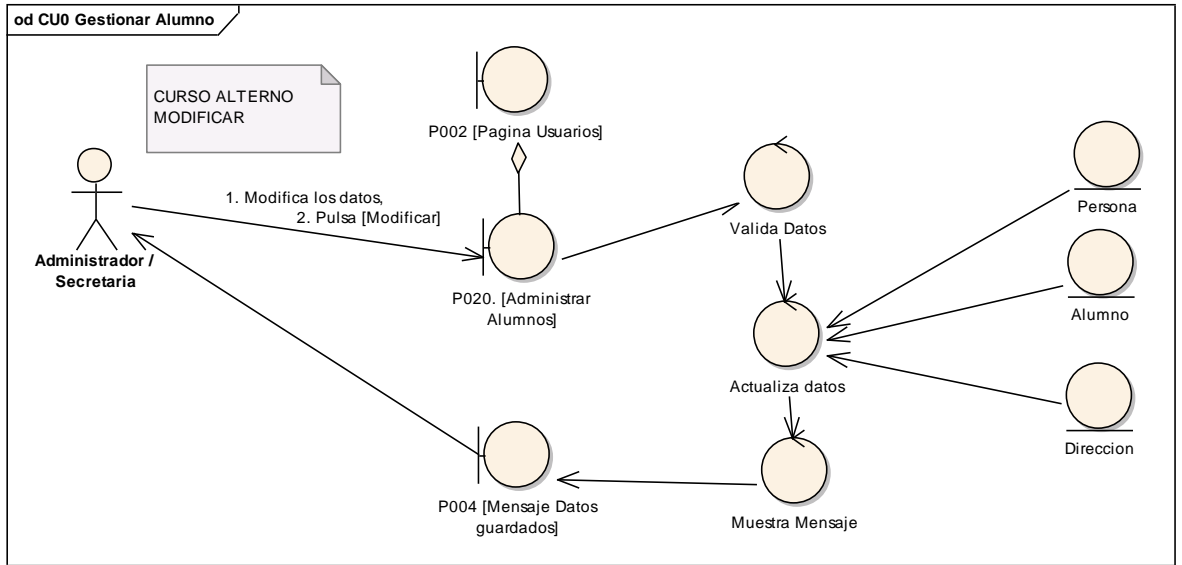 od CU0 Gestionar Alumno
CURSO ALTERNO
MODIFICAR
P002 [Pagina Usuarios]
1. Modifica los datos,
2. Pulsa [Modificar]
Administrador /
Secretaria
P020. [Administrar
Alumnos]
Valida Datos
Persona
Alumno
Actualiza datos
Direccion
P004 [Mensaje Datos
guardados]
Muestra Mensaje